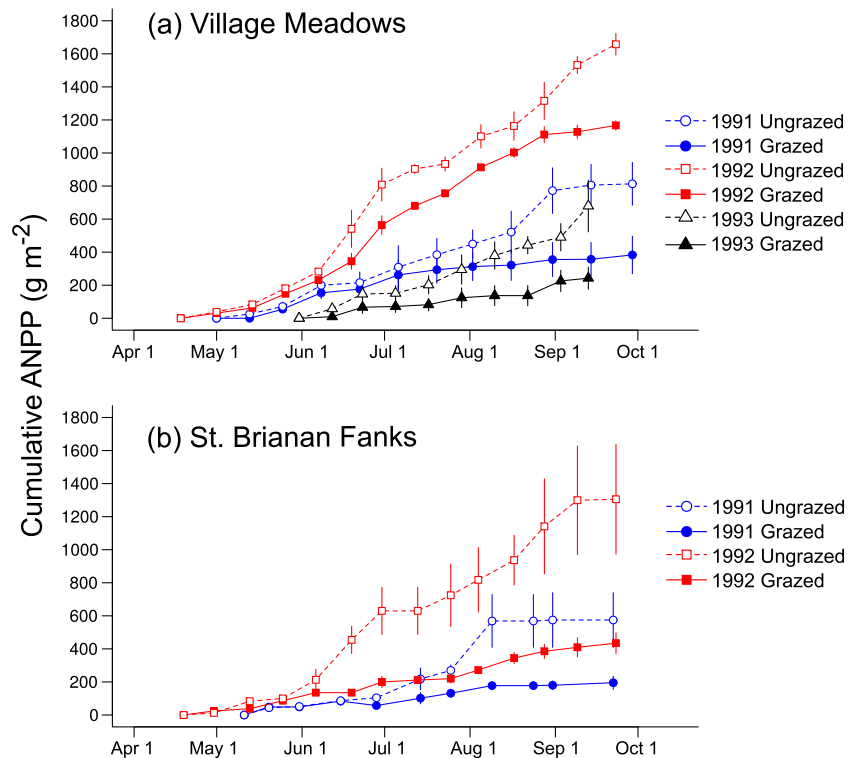 (a) Village Meadows
1800
1600
1400
1200
1000
800
600
400
200
0
Apr 1 May 1 Jun 1 Jul 1 Aug 1 Sep 1 Oct 1
1991 Ungrazed
1991 Grazed
1992 Ungrazed
1992 Grazed
1993 Ungrazed
1993 Grazed
Cumulative ANPP (g m⁻²)
(b) St. Brianan Fanks
1800
1600
1400
1200
1000
800
600
400
200
0
Apr 1 May 1 Jun 1 Jul 1 Aug 1 Sep 1 Oct 1
1991 Ungrazed
1991 Grazed
1992 Ungrazed
1992 Grazed